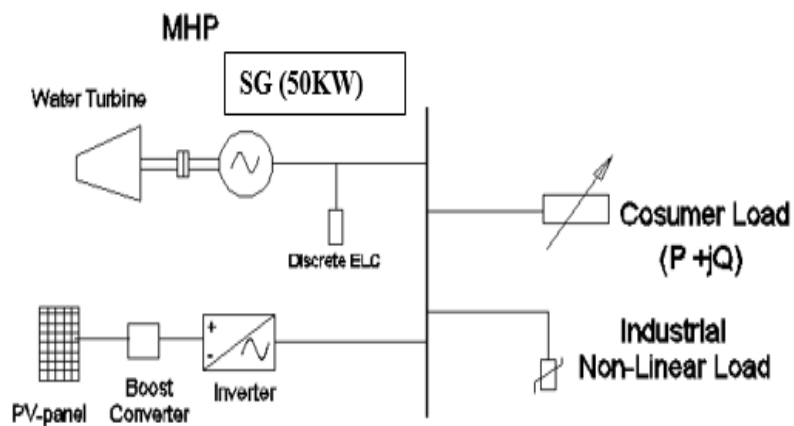 MHP
SG (50KW)
Water Turbine
Discrete ELC
Cosumer Load
(P +jQ)
Industrial
Non-Linear Load
+
-
Inverter
Boost
Converter
PV-panel